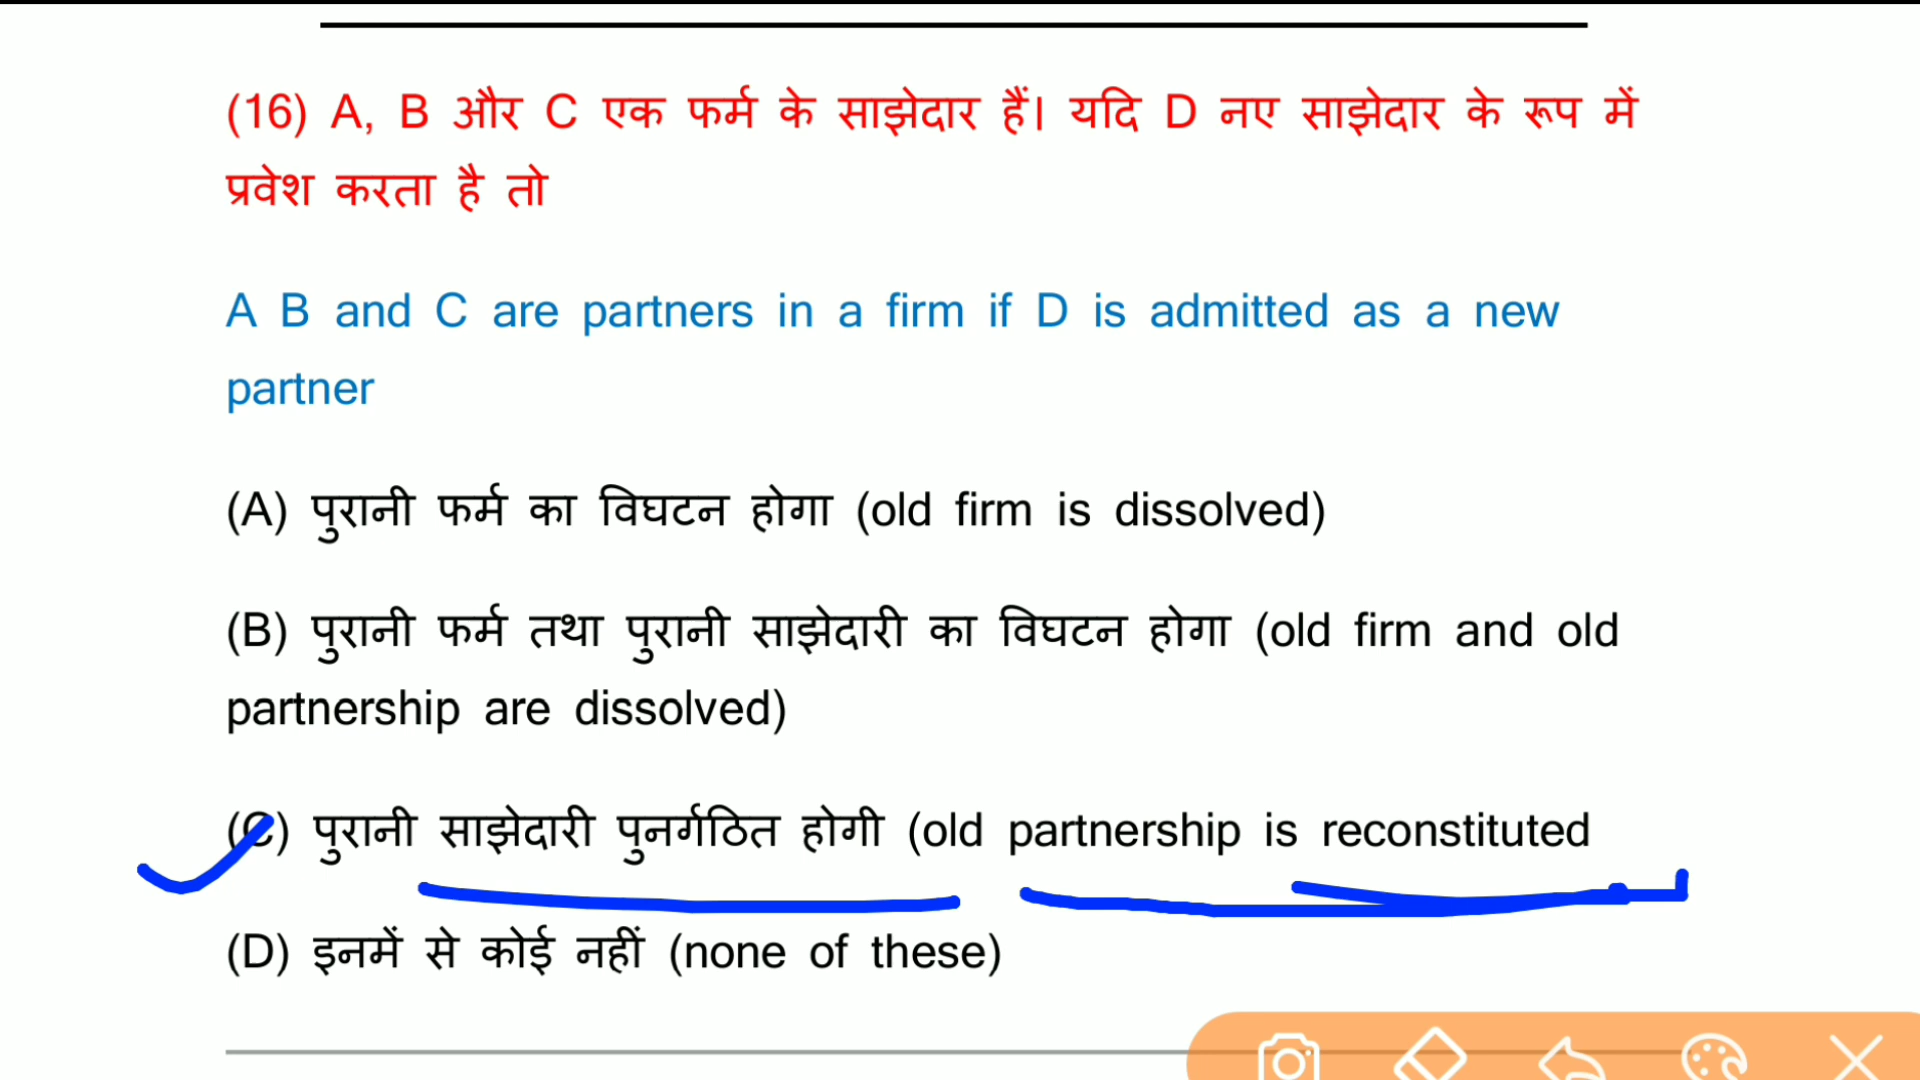 (16) A, B और C एक फर्म के साझेदार हैं। यदि D नए साझेदार के रूप में
प्रवेश करता है तो
A B and C are partners in a firm if D is admitted as a new
partner
(A) पुरानी फर्म का विघटन होगा (old firm is dissolved)
(B) पुरानी फर्म तथा पुरानी साझेदारी का विघटन होगा (old firm and old
partnership are dissolved)
(C) पुरानी साझेदारी पुनर्गठित होगी (old partnership is reconstituted
(D) इनमें से कोई नहीं (none of these)